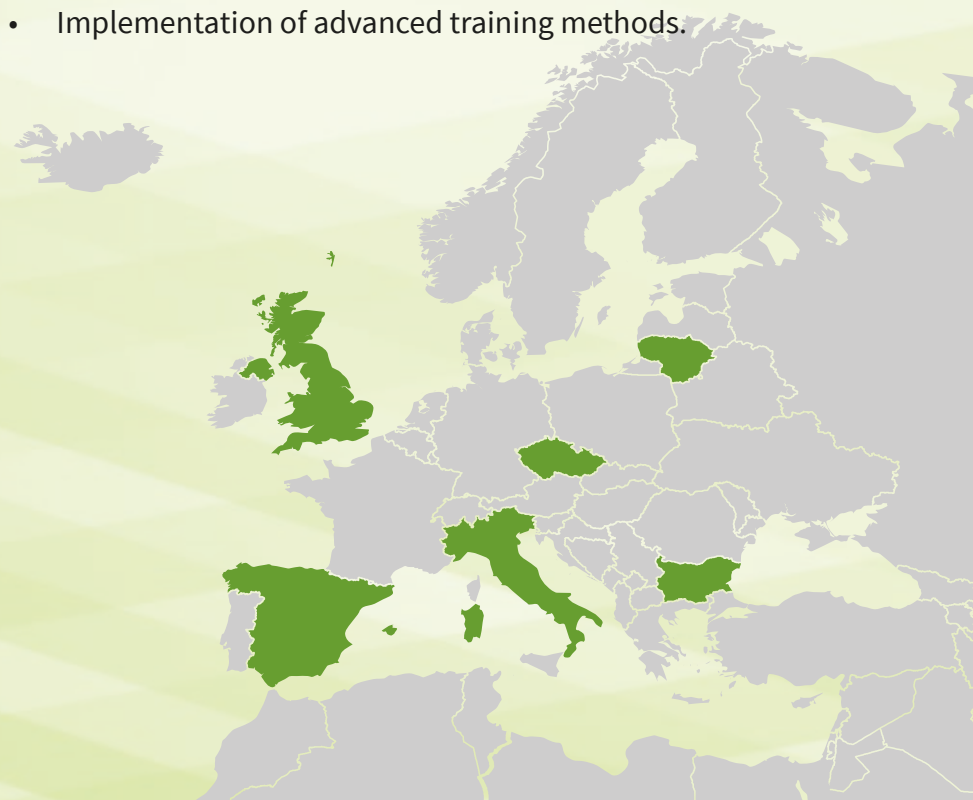 • Implementation of advanced training methods.